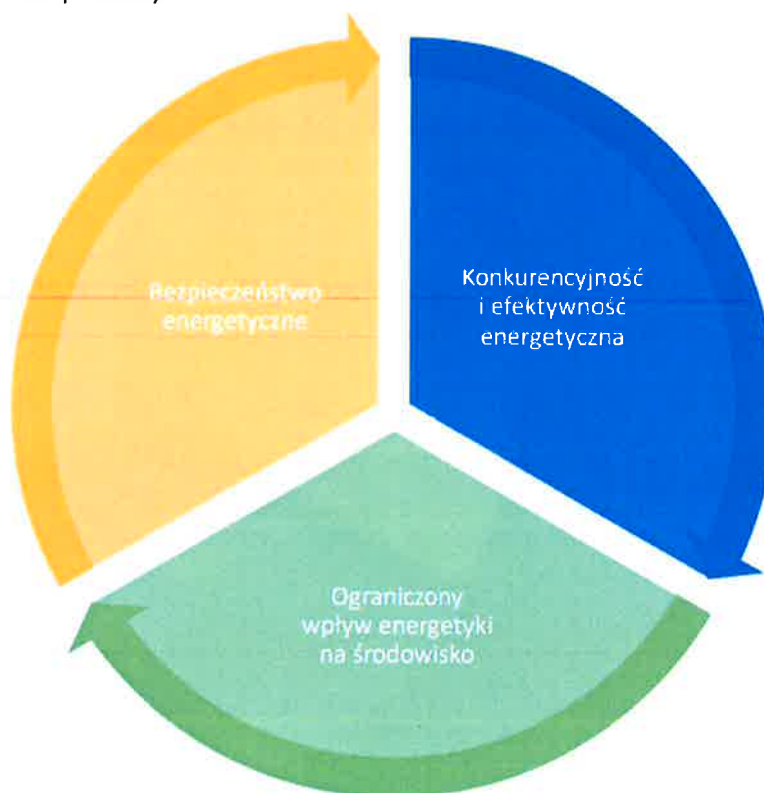 Bezpieczeństwo
energetyczne
Konkurencyjność
i efektywność
energetyczna
Ograniczony
wpływ energetyki
na środowisko